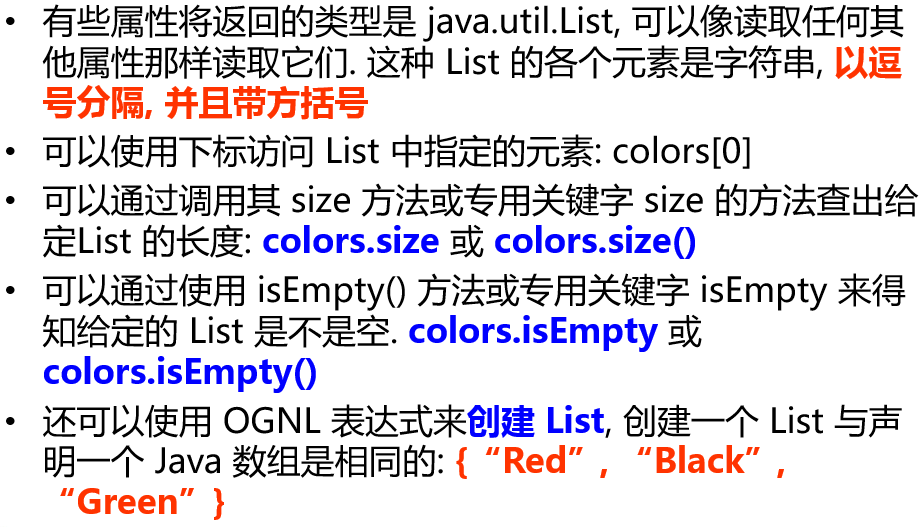 • 有些属性将返回的类型是 java.util.List, 可以像读取任何其
他属性那样读取它们. 这种 List 的各个元素是字符串, 以逗
号分隔, 并且带方括号
• 可以使用下标访问 List 中指定的元素: colors[0]
• 可以通过调用其 size 方法或专用关键字 size 的方法查出给
定List 的长度: colors.size 或 colors.size()
• 可以通过使用 isEmpty() 方法或专用关键字 isEmpty 来得
知给定的 List 是不是空. colors.isEmpty 或
colors.isEmpty()
• 还可以使用 OGNL 表达式来创建 List, 创建一个 List 与声
明一个 Java 数组是相同的: {“Red”, “Black”,
“Green”}